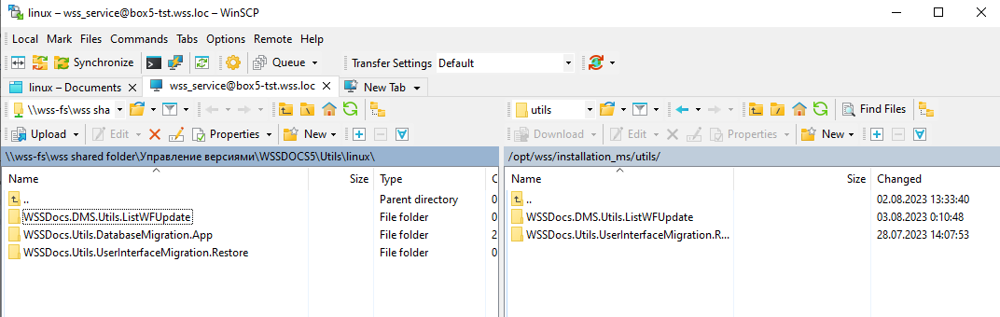 linux – wss_service@box5-tst.wss.loc – WinSCP
Local Mark Files Commands Tabs Options Remote Help
Synchronize Queue Transfer Settings Default
linux – Documents wss_service@box5-tst.wss.loc New Tab
\\wss-fs\wss sha utils Find Files
Upload Edit Properties New Download Edit Properties New
\\wss-fs\wss shared folder\Управление версиями\WSSDOCS5\Utils\linux\ /opt/wss/installation_ms/utils/
Name Size Type C Name Size Changed
.. Parent directory 0 .. 02.08.2023 13:33:40
WSSDocs.DMS.Utils.ListWFUpdate File folder 0 WSSDocs.DMS.Utils.ListWFUpdate 03.08.2023 0:10:48
WSSDocs.Utils.DatabaseMigration.App File folder 2 WSSDocs.Utils.UserInterfaceMigration.R... 28.07.2023 14:07:53
WSSDocs.Utils.UserInterfaceMigration.Restore File folder 0